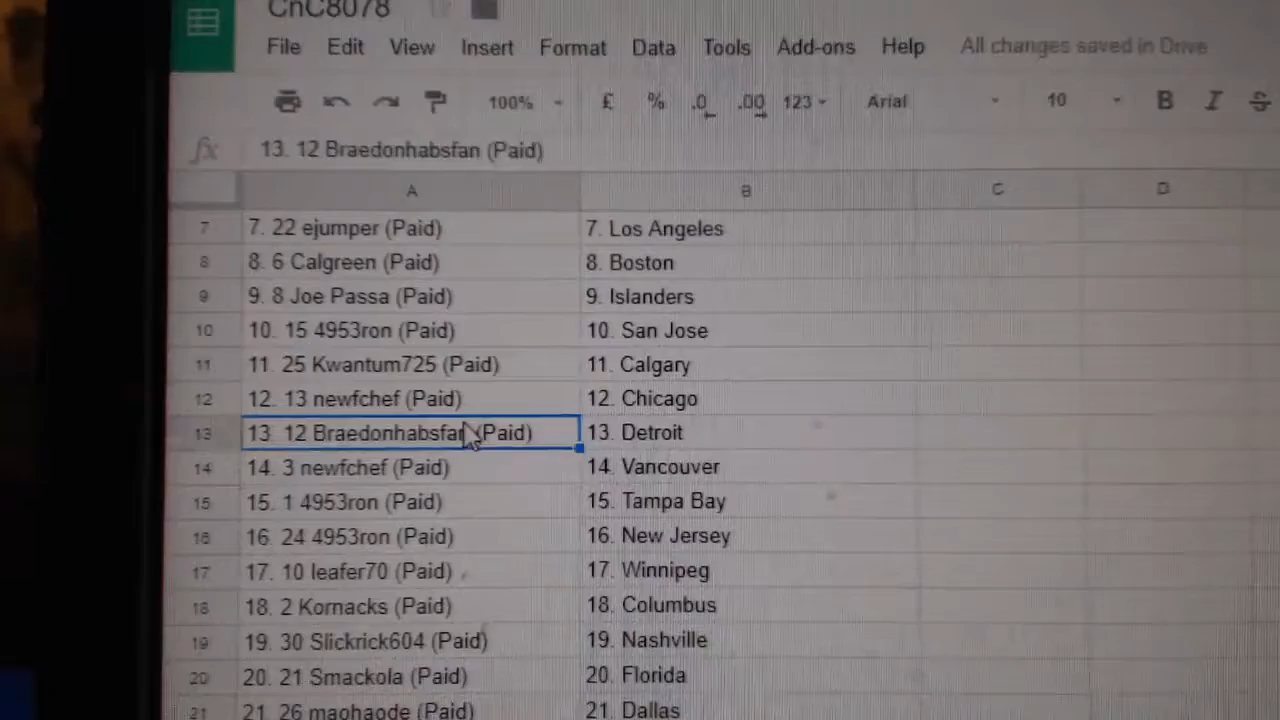 CnC8078
File Edit View Insert Format Data Tools Add-ons Help All changes saved in Drive
100% £ % .0 .00 123 Arial 10 B I S
fx 13. 12 Braedonhabsfan (Paid)
A B C D
7 7. 22 ejumper (Paid) 7. Los Angeles
8 8. 6 Calgreen (Paid) 8. Boston
9 9. 8 Joe Passa (Paid) 9. Islanders
10 10. 15 4953ron (Paid) 10. San Jose
11 11. 25 Kwantum725 (Paid) 11. Calgary
12 12. 13 newfchef (Paid) 12. Chicago
13 13. 12 Braedonhabsfan (Paid) 13. Detroit
14 14. 3 newfchef (Paid) 14. Vancouver
15 15. 1 4953ron (Paid) 15. Tampa Bay
16 16. 24 4953ron (Paid) 16. New Jersey
17 17. 10 leafer70 (Paid) 17. Winnipeg
18 18. 2 Kornacks (Paid) 18. Columbus
19 19. 30 Slickrick604 (Paid) 19. Nashville
20 20. 21 Smackola (Paid) 20. Florida
21 21. 26 maohaode (Paid) 21. Dallas